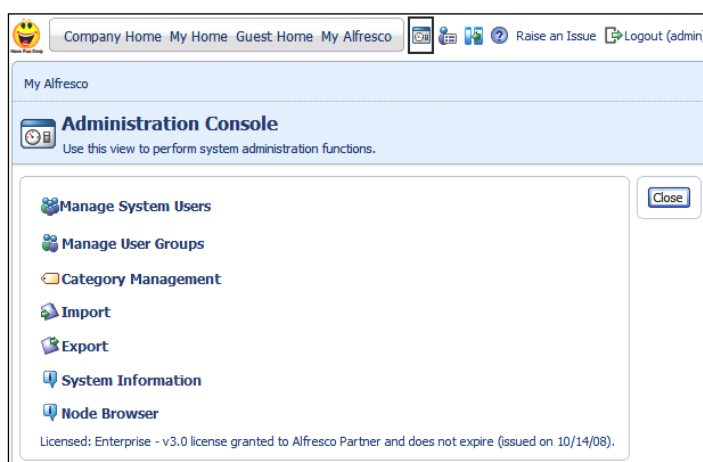 Company Home My Home Guest Home My Alfresco Raise an Issue Logout (admin)
Have Fun Corp
My Alfresco
Administration Console
Use this view to perform system administration functions.
Close
Manage System Users
Manage User Groups
Category Management
Import
Export
System Information
Node Browser
Licensed: Enterprise - v3.0 license granted to Alfresco Partner and does not expire (issued on 10/14/08).